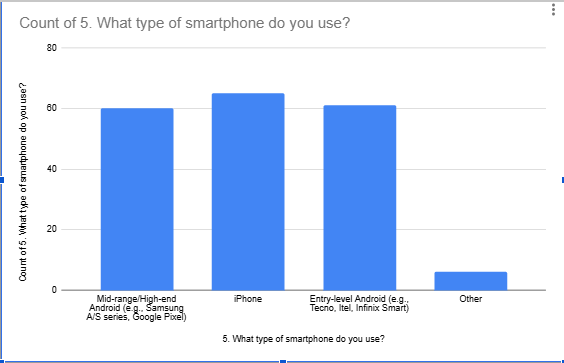 Count of 5. What type of smartphone do you use?
Count of 5. What type of smartphone do you use?
80
60
40
20
0
Mid-range/High-end
Android (e.g., Samsung
A/S series, Google Pixel)
iPhone
Entry-level Android (e.g.,
Tecno, Itel, Infinix Smart)
Other
5. What type of smartphone do you use?